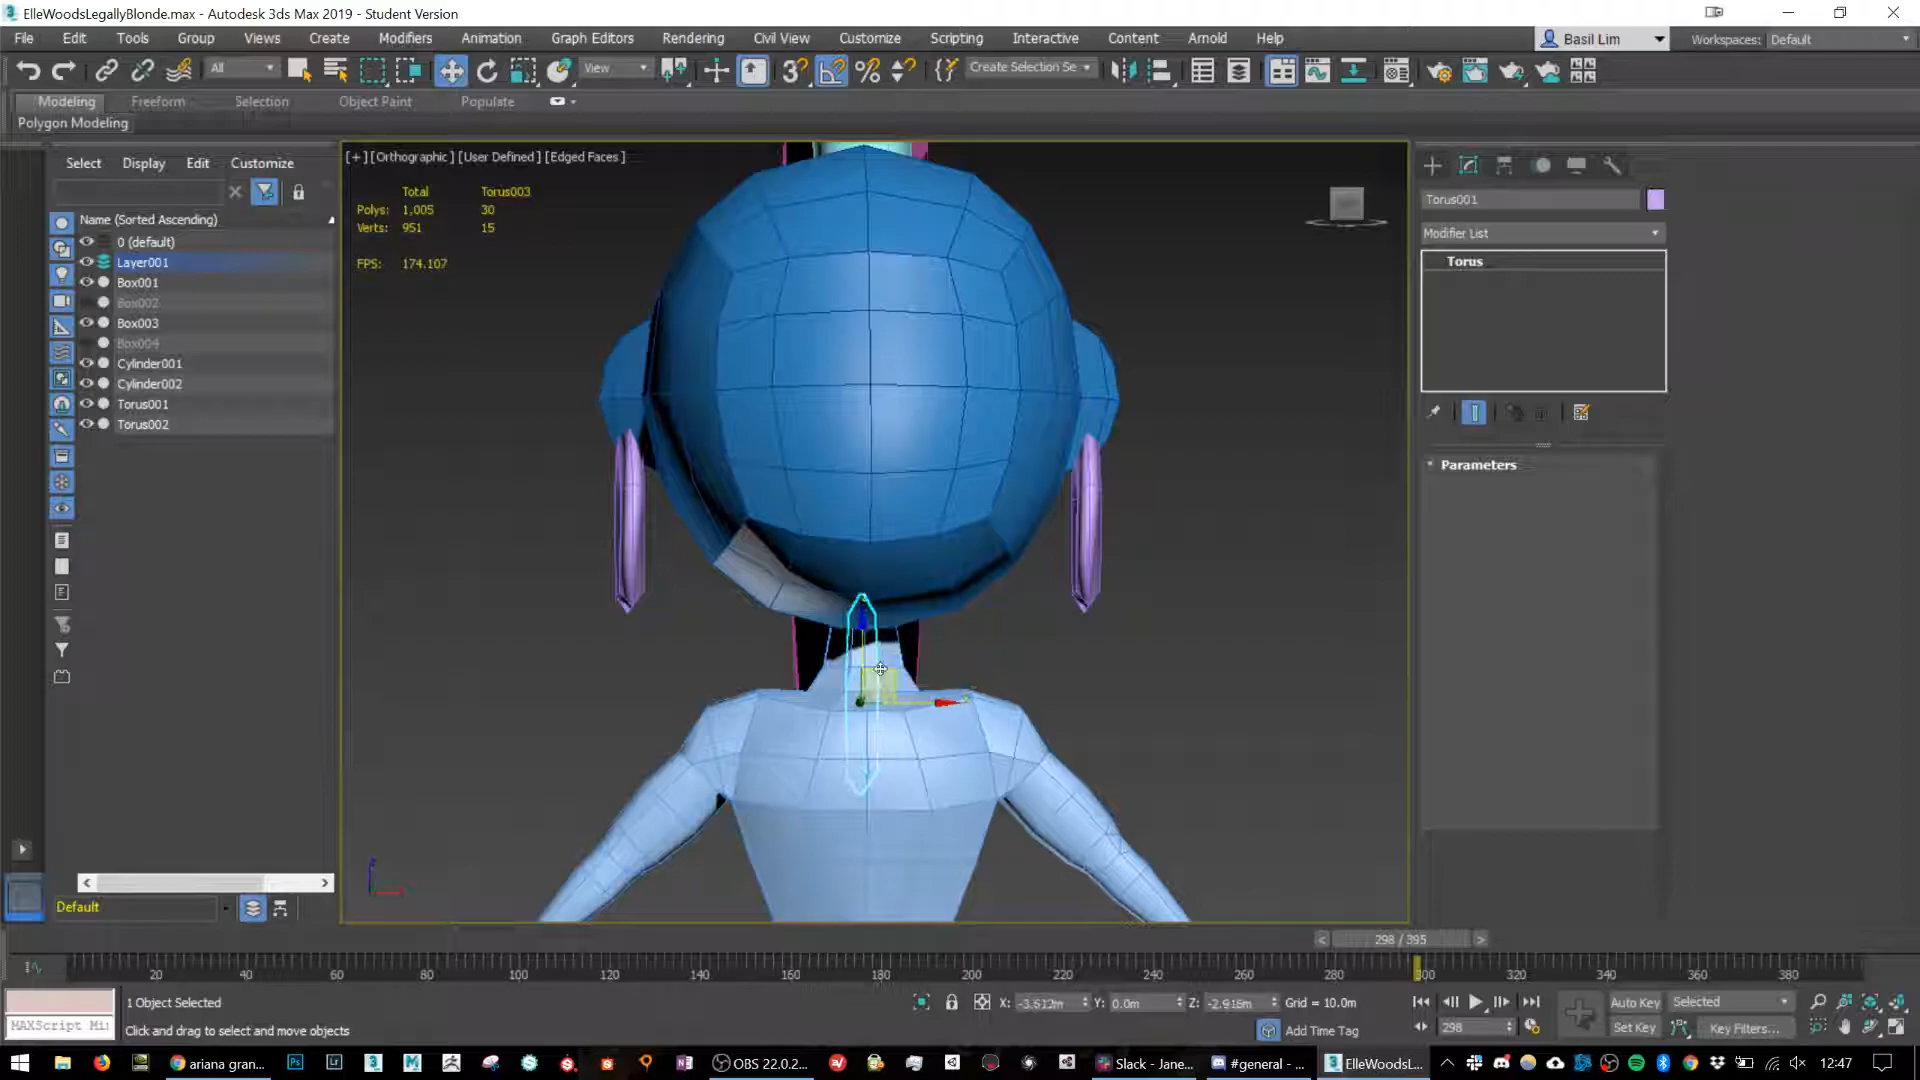 ElleWoodsLegallyBlonde.max - Autodesk 3ds Max 2019 - Student Version
File Edit Tools Group Views Create Modifiers Animation Graph Editors Rendering Civil View Customize Scripting Interactive Content Arnold Help Basil Lim Workspaces: Default
All View Create Selection Se
Modeling Freeform Selection Object Paint Populate
Polygon Modeling
Select Display Edit Customize
[+] [Orthographic] [User Defined] [Edged Faces]
Name (Sorted Ascending)
0 (default)
Layer001
Box001
Box002
Box003
Box004
Cylinder001
Cylinder002
Torus001
Torus002
Total Torus003
Polys: 1,005 30
Verts: 951 15
FPS: 174.107
Torus001
Modifier List
Torus
Parameters
Default
298 / 395
20 40 60 80 100 120 140 160 180 200 220 240 260 280 300 320 340 360 380
1 Object Selected
X: -3.612m Y: 0.0m Z: -2.916m Grid = 10.0m
Auto Key Selected
MAXScript Mi
Click and drag to select and move objects
Add Time Tag
298
Set Key Key Filters...
ariana gran... OBS 22.0.2... Slack - Jane... #general - ... ElleWoodsL... 12:47